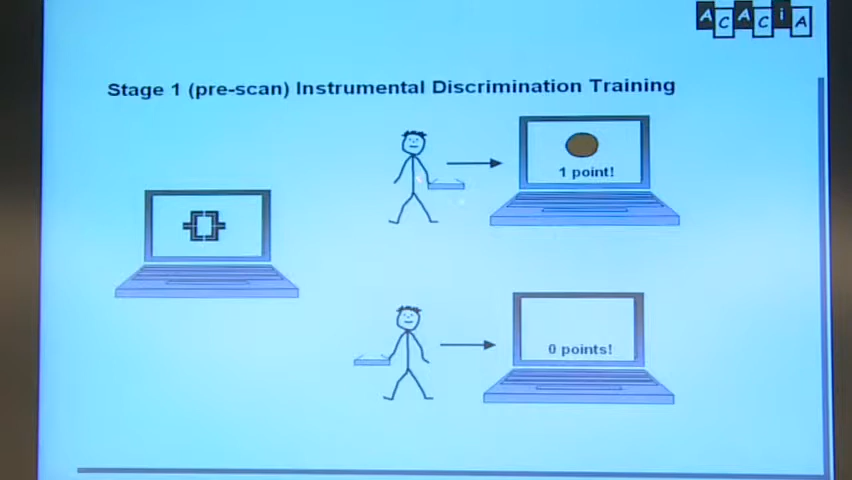 ACACiA
Stage 1 (pre-scan) Instrumental Discrimination Training
1 point!
0 points!